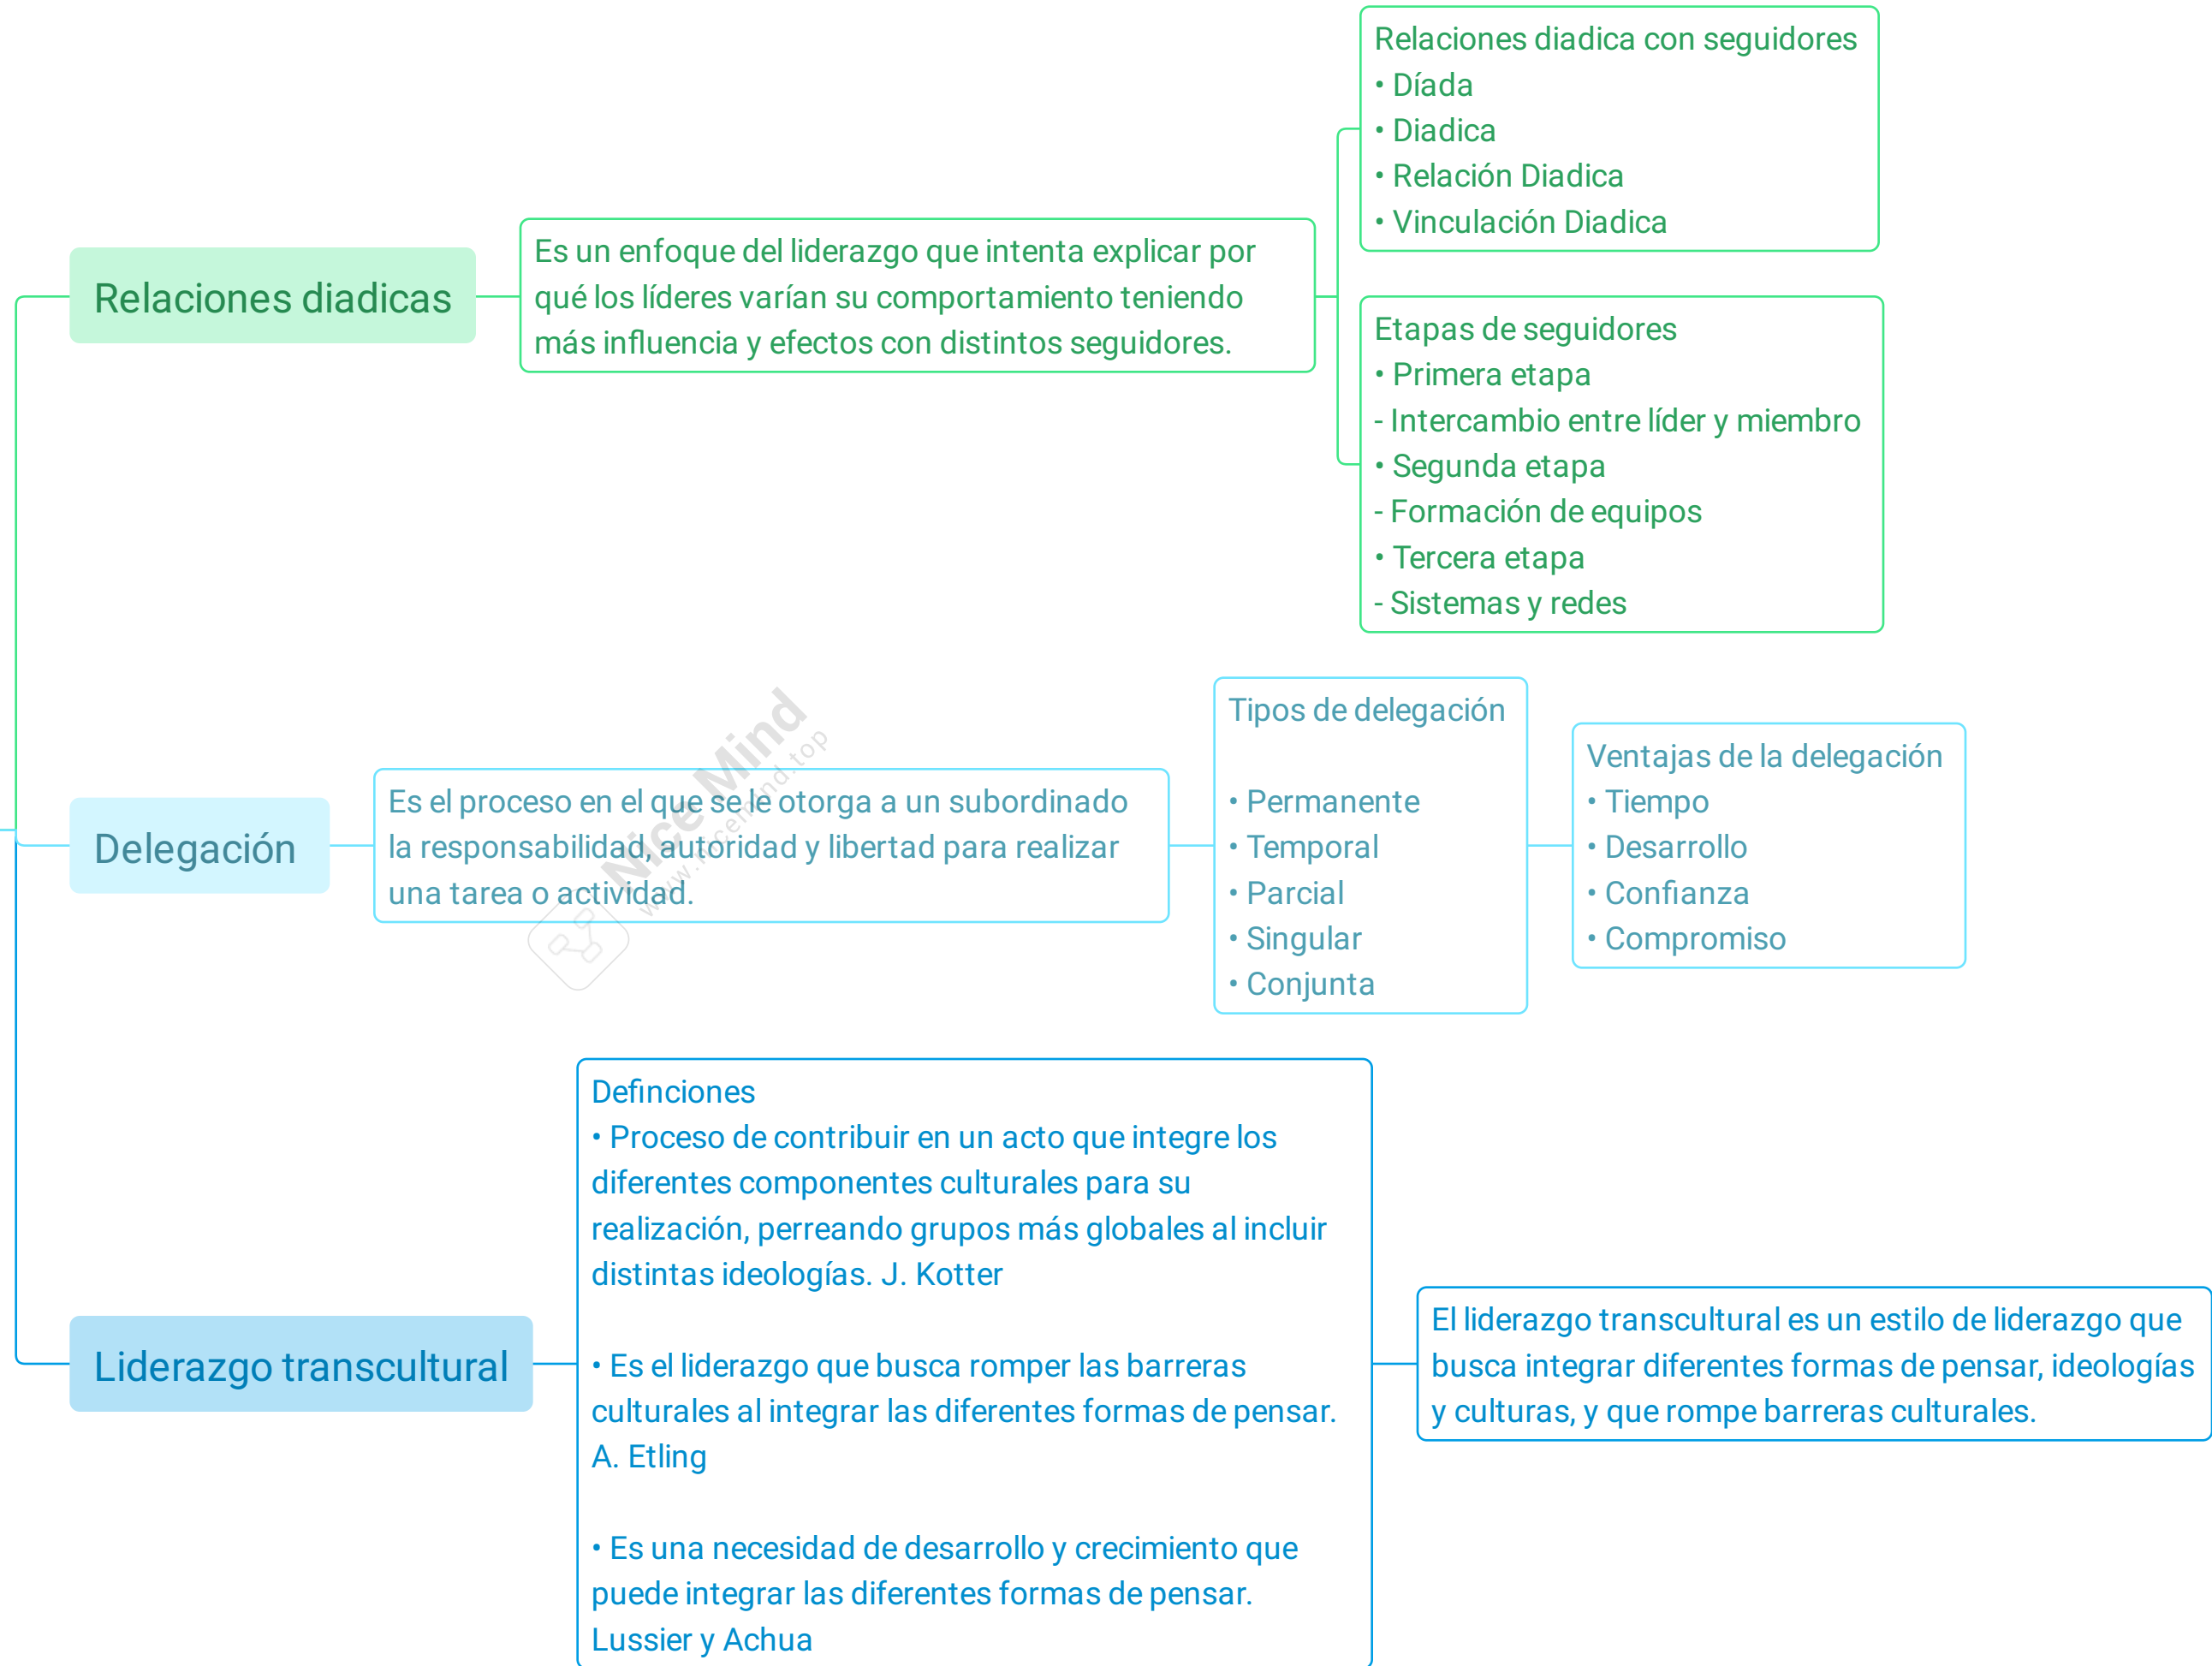 Relaciones diadicas
Es un enfoque del liderazgo que intenta explicar por
qué los líderes varían su comportamiento teniendo
más influencia y efectos con distintos seguidores.
Relaciones diadica con seguidores
• Díada
• Diadica
• Relación Diadica
• Vinculación Diadica
Etapas de seguidores
• Primera etapa
- Intercambio entre líder y miembro
• Segunda etapa
- Formación de equipos
• Tercera etapa
- Sistemas y redes
Delegación
Es el proceso en el que se le otorga a un subordinado
la responsabilidad, autoridad y libertad para realizar
una tarea o actividad.
Tipos de delegación
• Permanente
• Temporal
• Parcial
• Singular
• Conjunta
Ventajas de la delegación
• Tiempo
• Desarrollo
• Confianza
• Compromiso
Nice Mind
www.nicemind.top
Liderazgo transcultural
Definciones
• Proceso de contribuir en un acto que integre los
diferentes componentes culturales para su
realización, perreando grupos más globales al incluir
distintas ideologías. J. Kotter
• Es el liderazgo que busca romper las barreras
culturales al integrar las diferentes formas de pensar.
A. Etling
• Es una necesidad de desarrollo y crecimiento que
puede integrar las diferentes formas de pensar.
Lussier y Achua
El liderazgo transcultural es un estilo de liderazgo que
busca integrar diferentes formas de pensar, ideologías
y culturas, y que rompe barreras culturales.